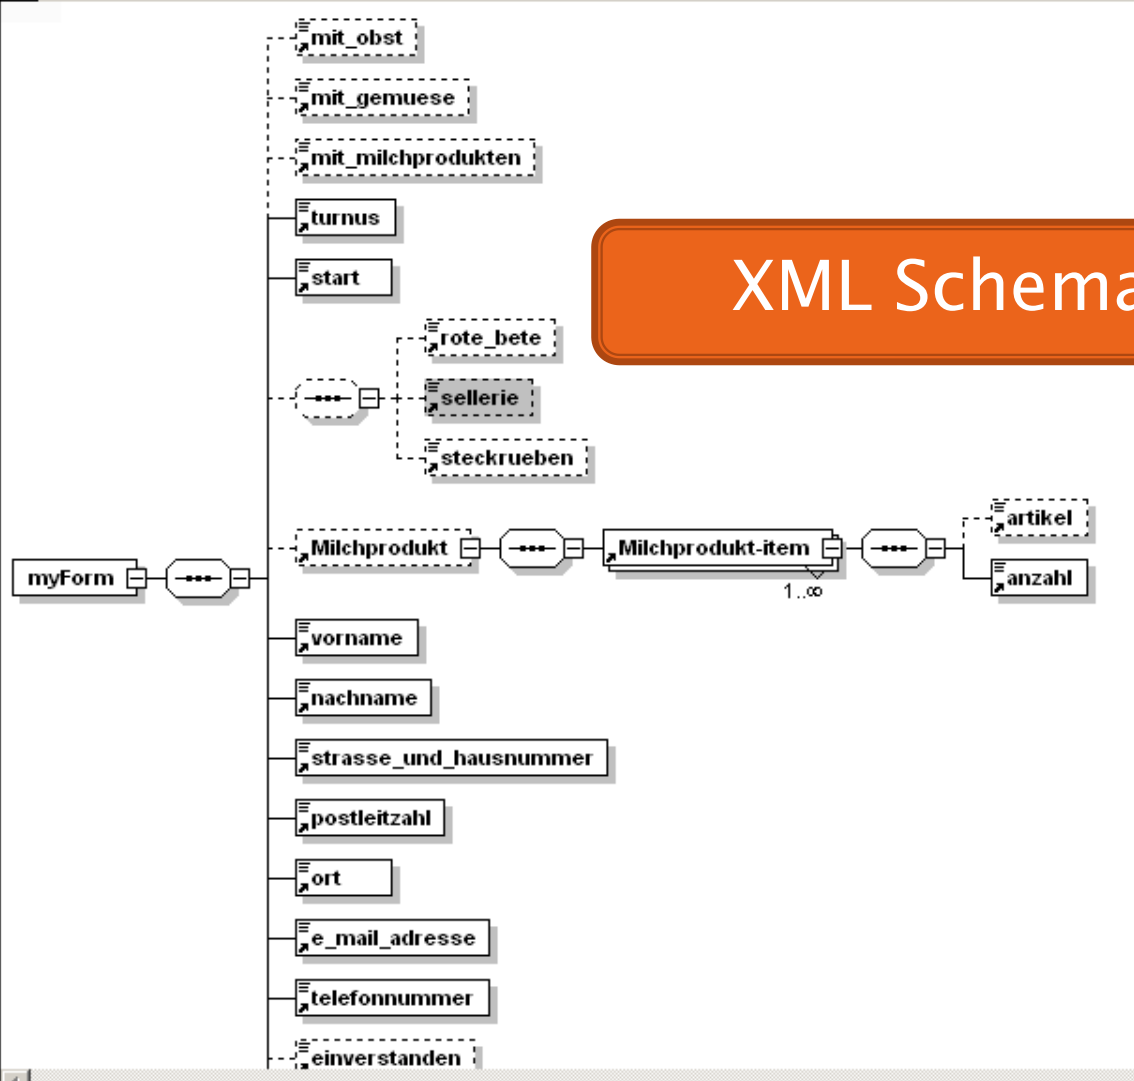 mit_obst
mit_gemuese
mit_milchprodukten
turnus
start
XML Schema
rote_bete
sellerie
steckrueben
artikel
Milchprodukt
Milchprodukt-item
1..∞
anzahl
myForm
vorname
nachname
strasse_und_hausnummer
postleitzahl
ort
e_mail_adresse
telefonnummer
einverstanden